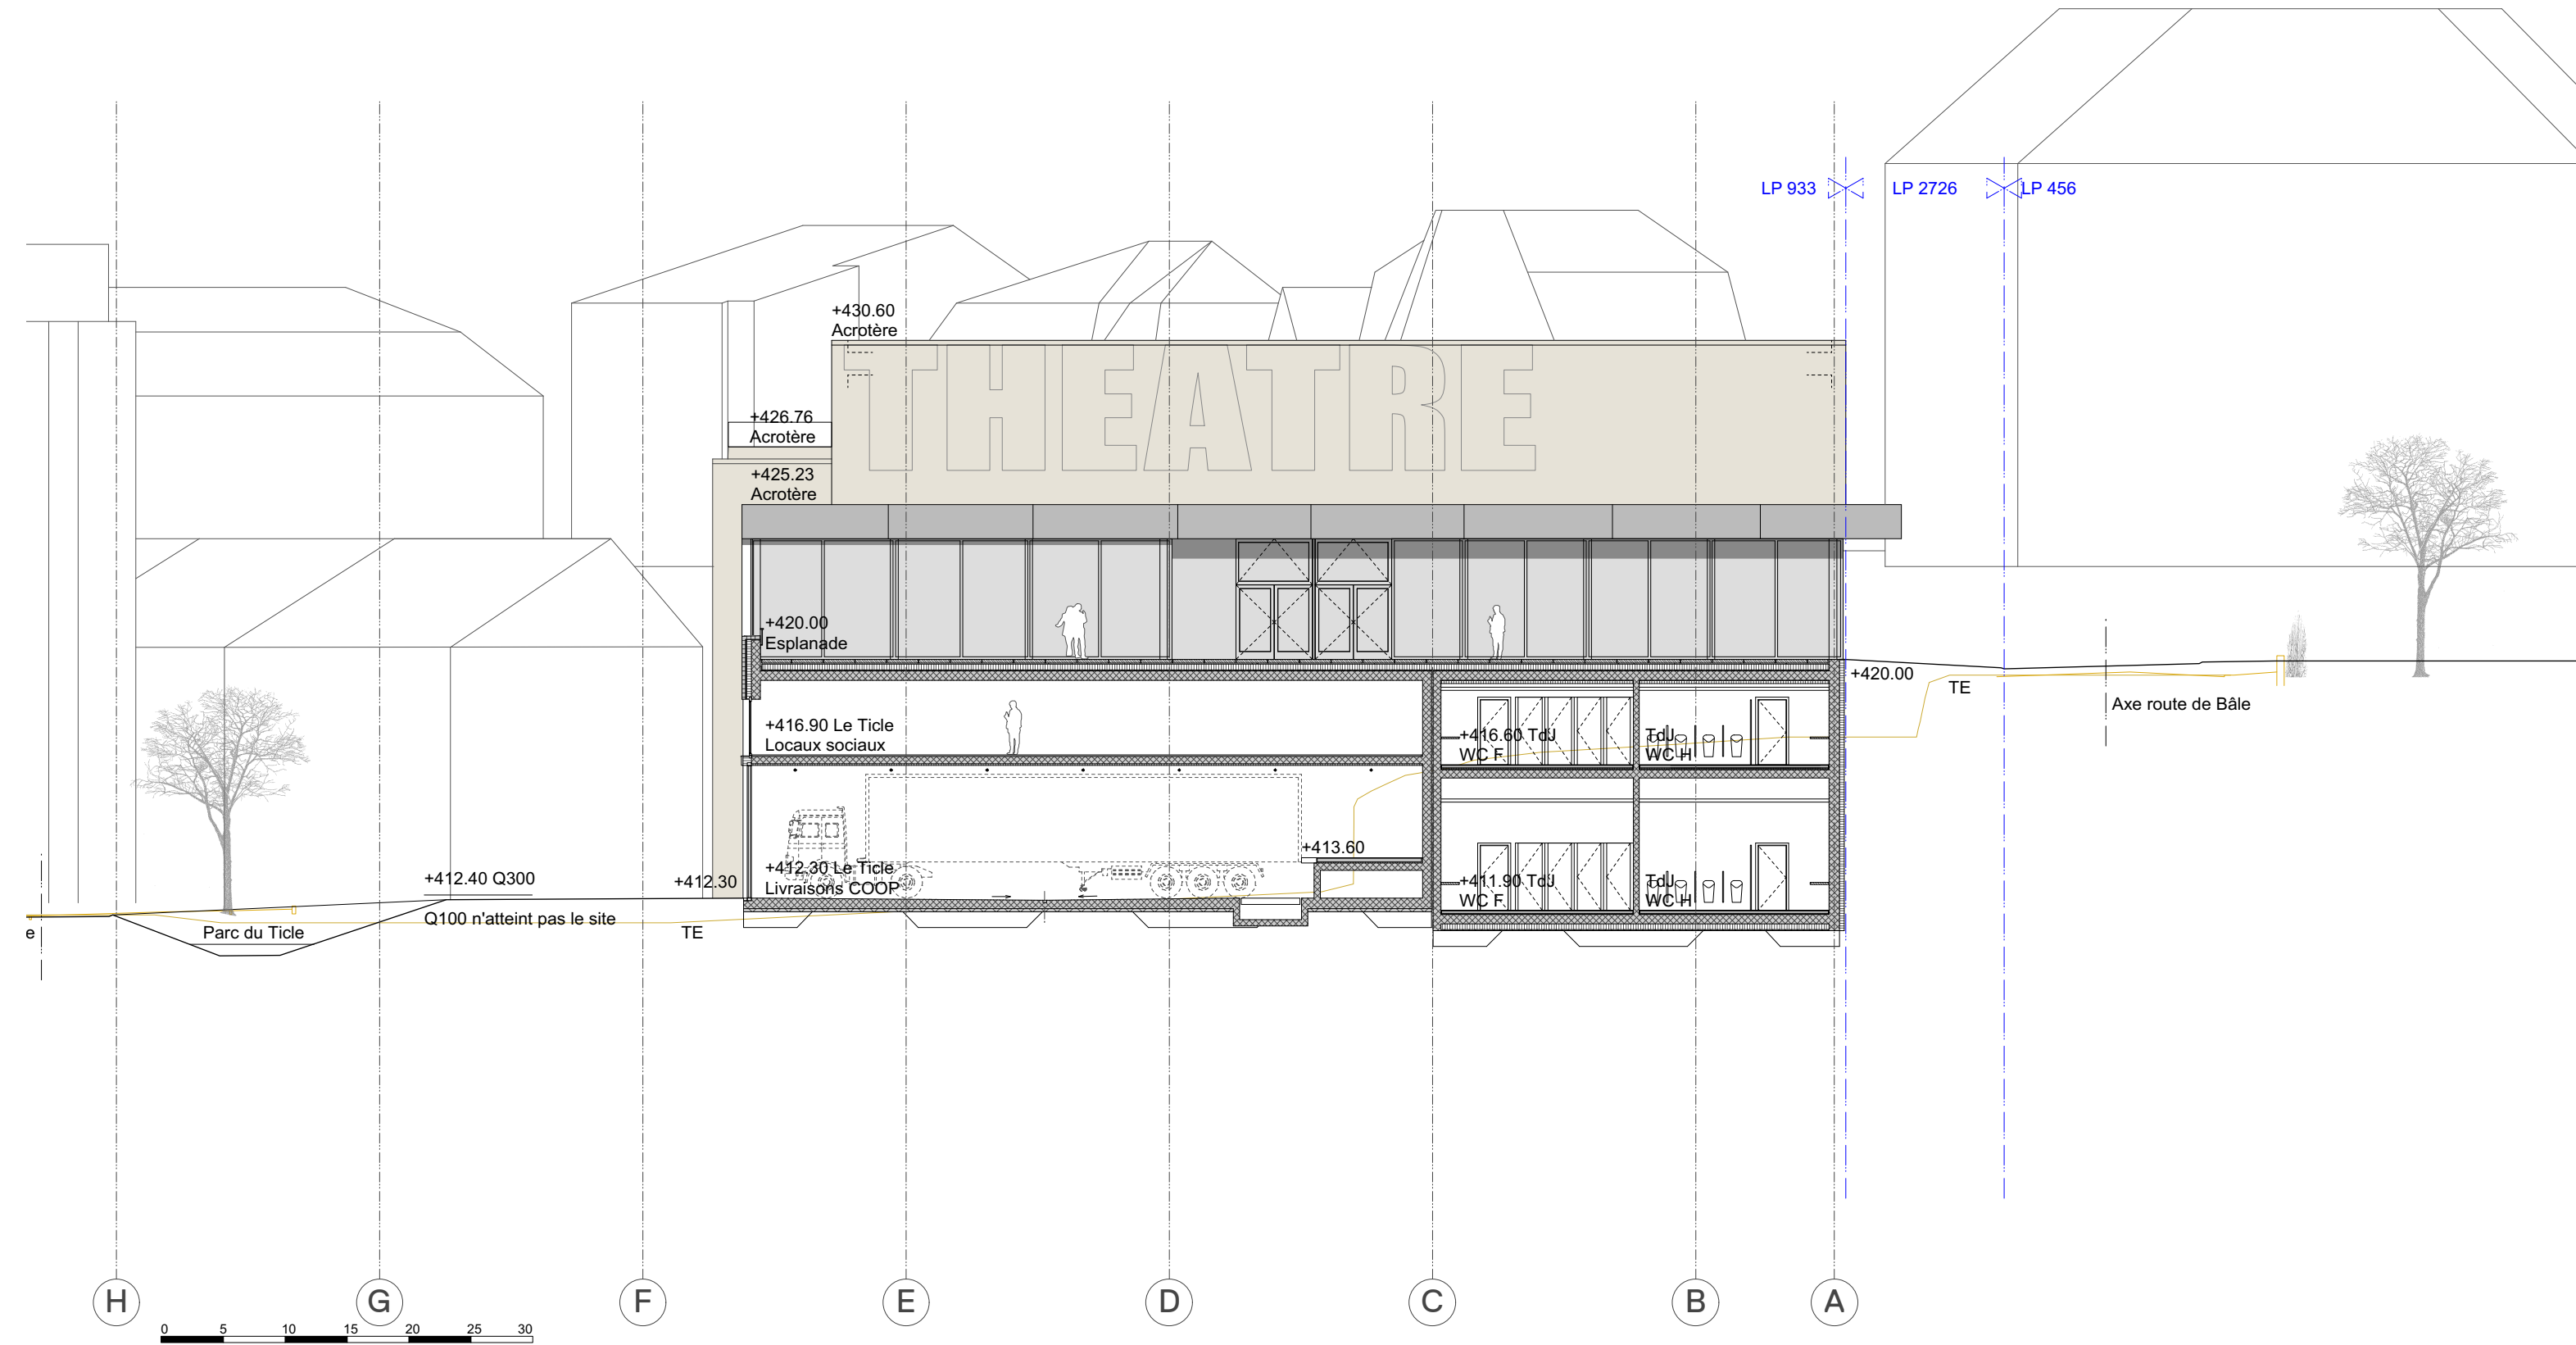 LP 933
LP 2726
LP 456
+430.60
Acrotère
THEATRE
+426.76
Acrotère
+425.23
Acrotère
+420.00
Esplanade
+420.00
TE
Axe route de Bâle
+416.90 Le Ticle
Locaux sociaux
+416.60 TdJ
WC F
TdJ
WC H
+413.60
+412.30 Le Ticle
Livraisons COOP
+411.90 TdJ
WC F
TdJ
WC H
+412.40 Q300
+412.30
Q100 n'atteint pas le site
Parc du Ticle
TE
e
H
G
F
E
D
C
B
A
0 5 10 15 20 25 30